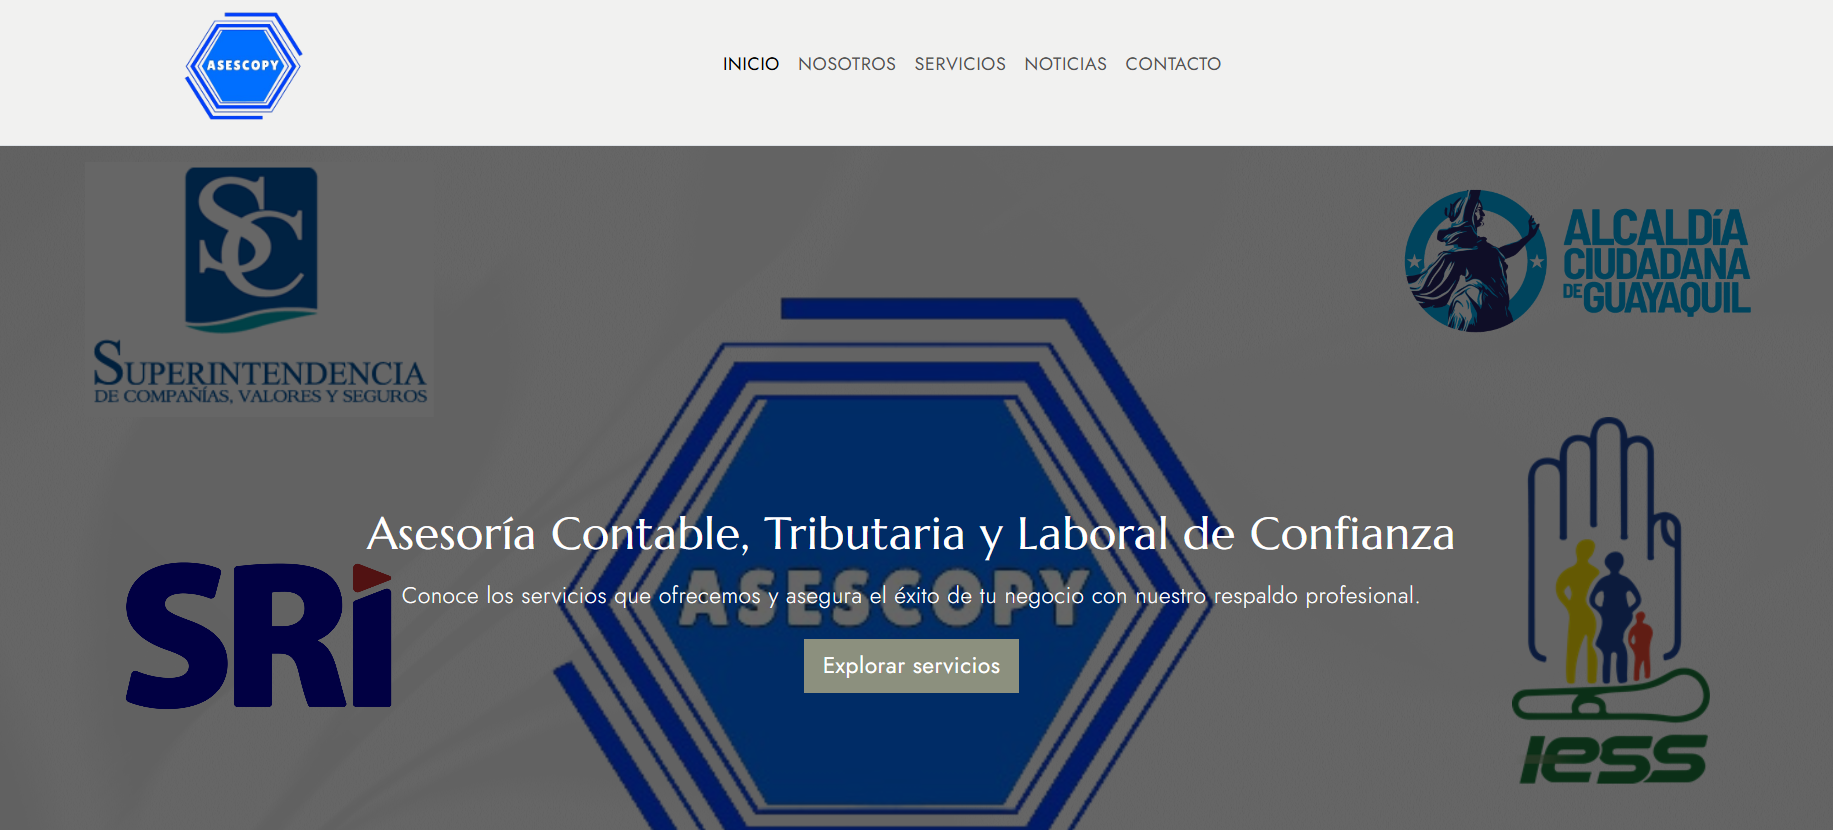 ASESCOPY
INICIO NOSOTROS SERVICIOS NOTICIAS CONTACTO
SC
SUPERINTENDENCIA
DE COMPAÑÍAS, VALORES Y SEGUROS
ALCALDÍA
CIUDADANA
DE GUAYAQUIL
Asesoría Contable, Tributaria y Laboral de Confianza
SRi
ASESCOPY
Conoce los servicios que ofrecemos y asegura el éxito de tu negocio con nuestro respaldo profesional.
Explorar servicios
IESS